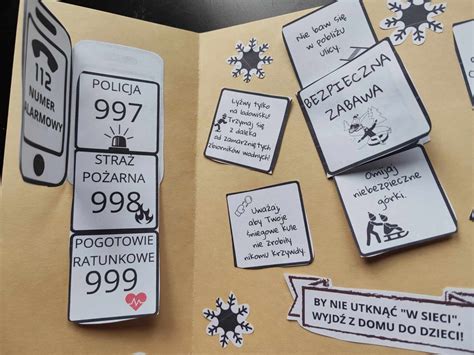 112
NUMER
ALARMOWY
POLICJA
997
STRAŻ
POŻARNA
998
POGOTOWIE
RATUNKOWE
999
Nie baw się
w pobliżu
ulicy.
BEZPIECZNA
ZABAWA
Łyżwy tylko
na lodowisku!
Trzymaj się
z daleka
od zamarzniętych
zbiorników wodnych!
Omijaj
niebezpieczne
górki.
Uważaj,
aby Twoje
śniegowe kule
nie zrobiły
nikomu krzywdy.
BY NIE UTKNĄĆ "W SIECI",
WYJDŹ Z DOMU DO DZIECI!